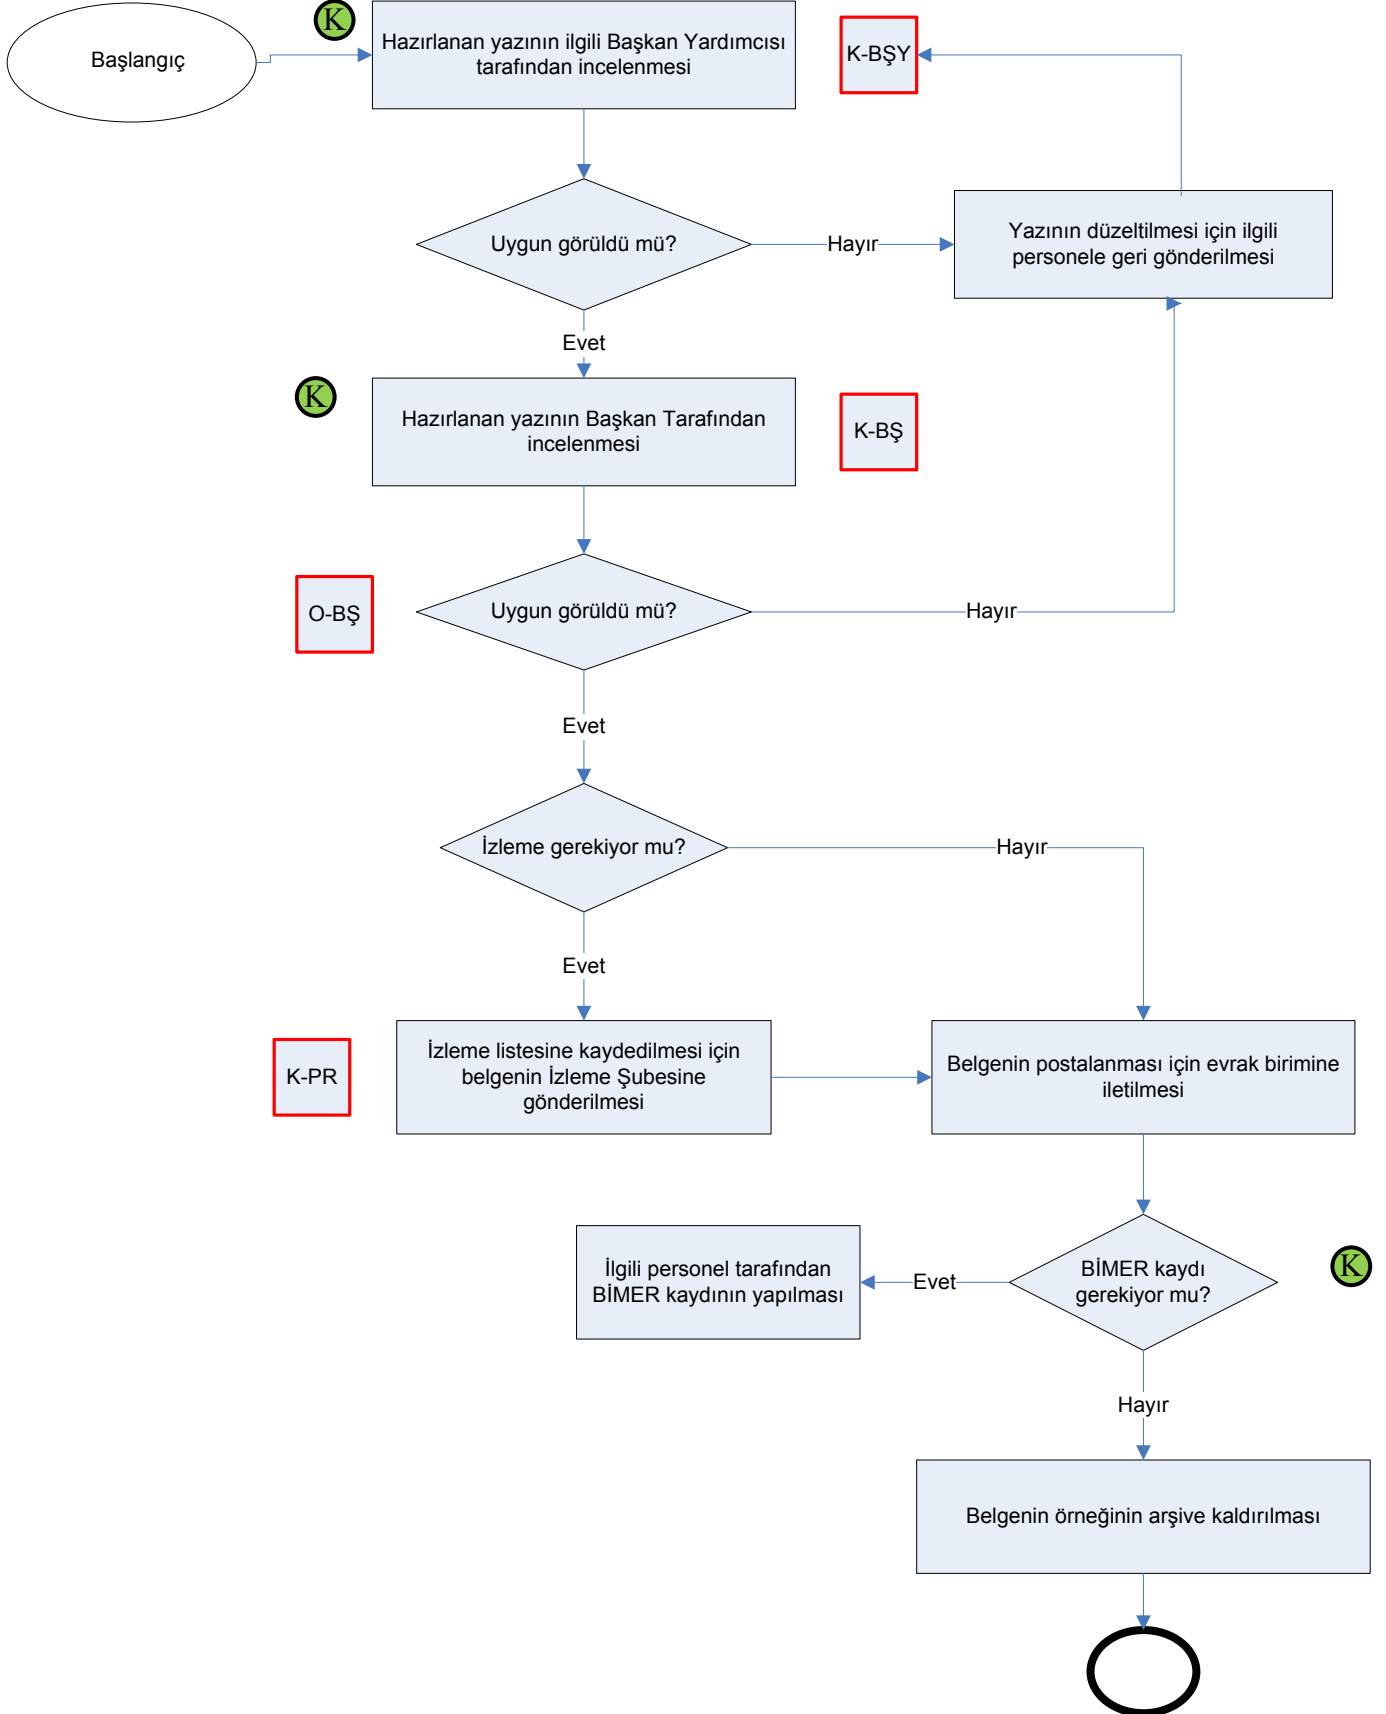 K
Başlangıç
Hazırlanan yazının ilgili Başkan Yardımcısı
tarafından incelenmesi
K-BŞY
Uygun görüldü mü?
Hayır
Yazının düzeltilmesi için ilgili
personele geri gönderilmesi
Evet
K
Hazırlanan yazının Başkan Tarafından
incelenmesi
K-BŞ
O-BŞ
Uygun görüldü mü?
Hayır
Evet
İzleme gerekiyor mu?
Hayır
Evet
K-PR
İzleme listesine kaydedilmesi için
belgenin İzleme Şubesine
gönderilmesi
Belgenin postalanması için evrak birimine
iletilmesi
İlgili personel tarafından
BİMER kaydının yapılması
Evet
BİMER kaydı
gerekiyor mu?
K
Hayır
Belgenin örneğinin arşive kaldırılması